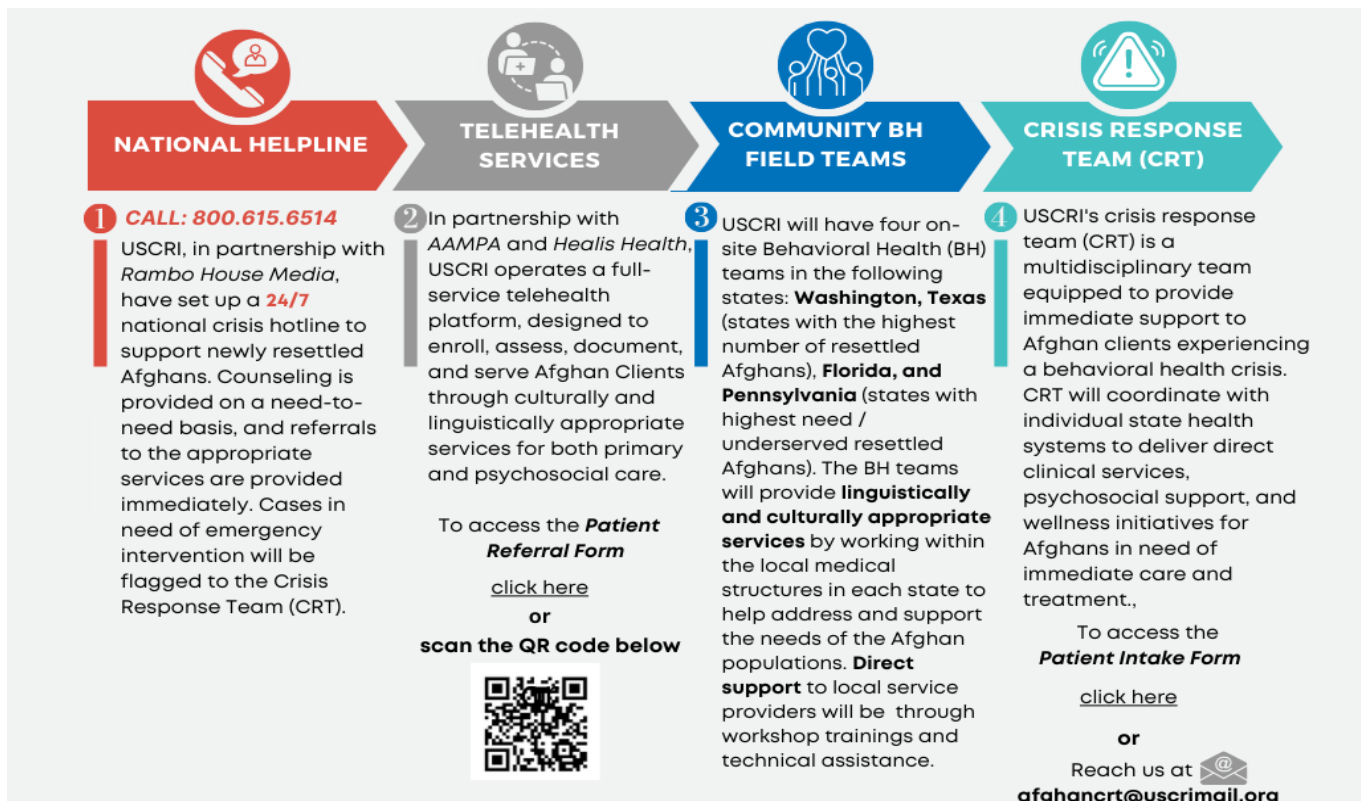 NATIONAL HELPLINE
1 CALL: 800.615.6514
USCRI, in partnership with
Rambo House Media,
have set up a 24/7
national crisis hotline to
support newly resettled
Afghans. Counseling is
provided on a need-to-
need basis, and referrals
to the appropriate
services are provided
immediately. Cases in
need of emergency
intervention will be
flagged to the Crisis
Response Team (CRT).
TELEHEALTH
SERVICES
2 In partnership with
AAMPA and Healis Health,
USCRI operates a full-
service telehealth
platform, designed to
enroll, assess, document,
and serve Afghan Clients
through culturally and
linguistically appropriate
services for both primary
and psychosocial care.
To access the Patient
Referral Form
click here
or
scan the QR code below
COMMUNITY BH
FIELD TEAMS
3 USCRI will have four on-
site Behavioral Health (BH)
teams in the following
states: Washington, Texas
(states with the highest
number of resettled
Afghans), Florida, and
Pennsylvania (states with
highest need /
underserved resettled
Afghans). The BH teams
will provide linguistically
and culturally appropriate
services by working within
the local medical
structures in each state to
help address and support
the needs of the Afghan
populations. Direct
support to local service
providers will be through
workshop trainings and
technical assistance.
CRISIS RESPONSE
TEAM (CRT)
4 USCRI's crisis response
team (CRT) is a
multidisciplinary team
equipped to provide
immediate support to
Afghan clients experiencing
a behavioral health crisis.
CRT will coordinate with
individual state health
systems to deliver direct
clinical services,
psychosocial support, and
wellness initiatives for
Afghans in need of
immediate care and
treatment.,
To access the
Patient Intake Form
click here
or
Reach us at @
afghancrt@uscrimail.org